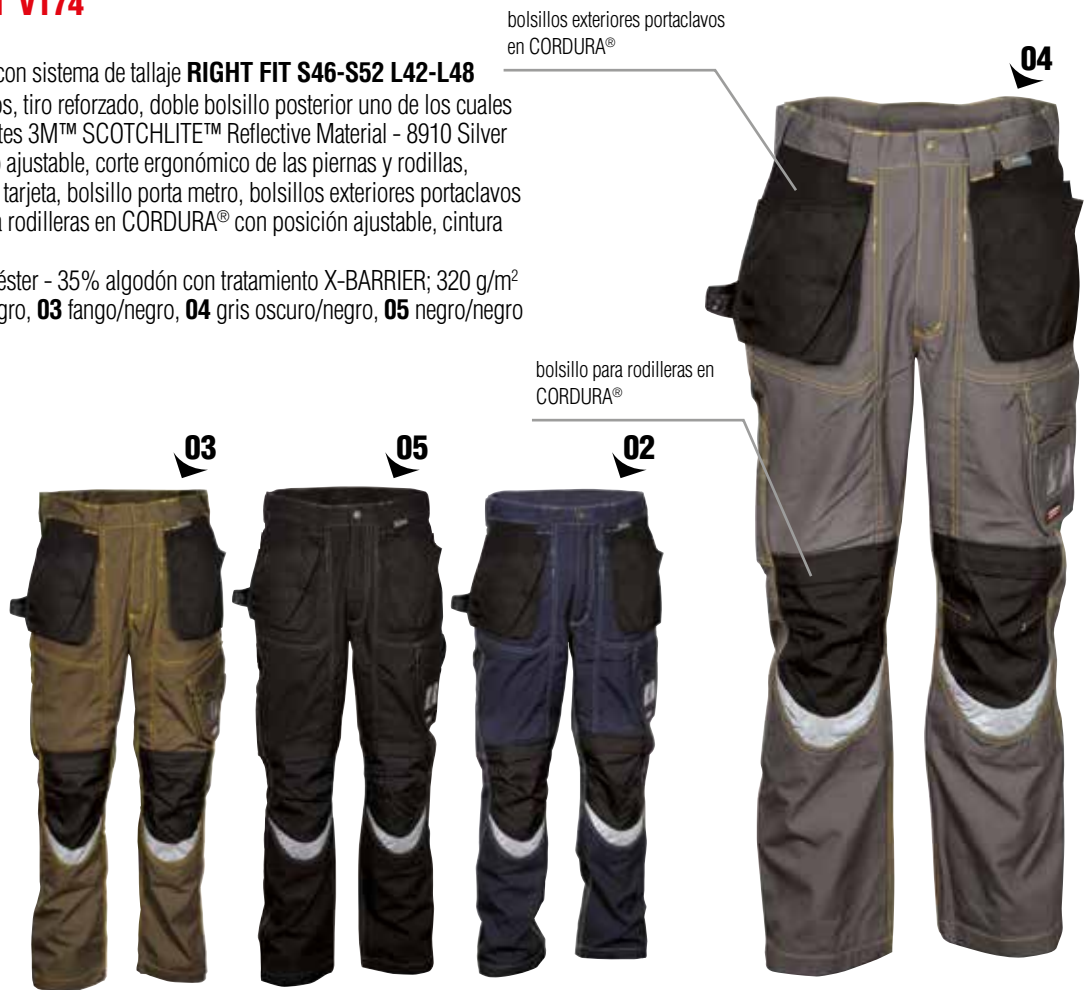 V174
bolsillos exteriores portaclavos
en CORDURA®
con sistema de tallaje RIGHT FIT S46-S52 L42-L48
os, tiro reforzado, doble bolsillo posterior uno de los cuales
tes 3M™ SCOTCHLITE™ Reflective Material - 8910 Silver
o ajustable, corte ergonómico de las piernas y rodillas,
tarjeta, bolsillo porta metro, bolsillos exteriores portaclavos
a rodilleras en CORDURA® con posición ajustable, cintura
éster - 35% algodón con tratamiento X-BARRIER; 320 g/m²
gro, 03 fango/negro, 04 gris oscuro/negro, 05 negro/negro
04
bolsillo para rodilleras en
CORDURA®
03
05
02